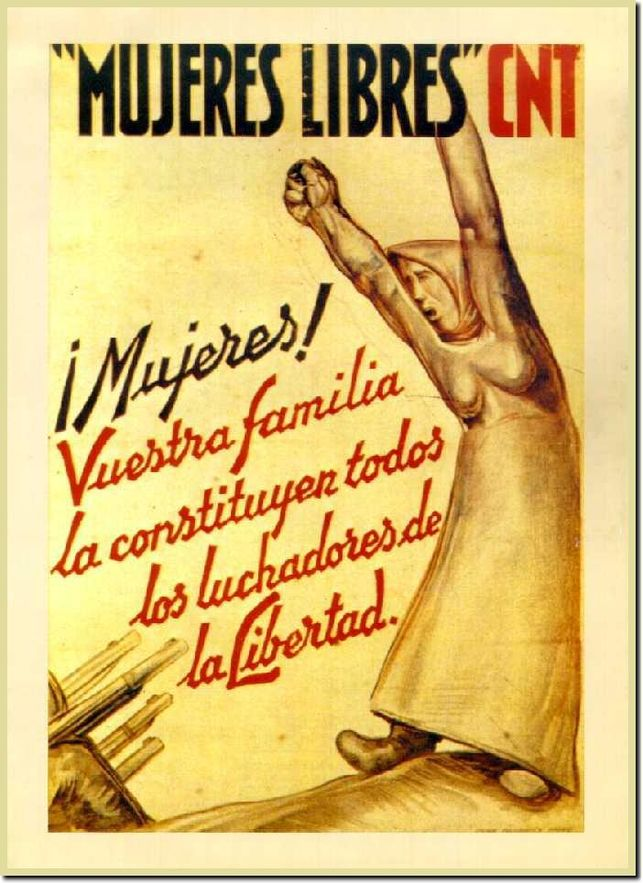 "MUJERES LIBRES" CNT
¡Mujeres!
Vuestra familia
la constituyen todos
los luchadores de
la Libertad.